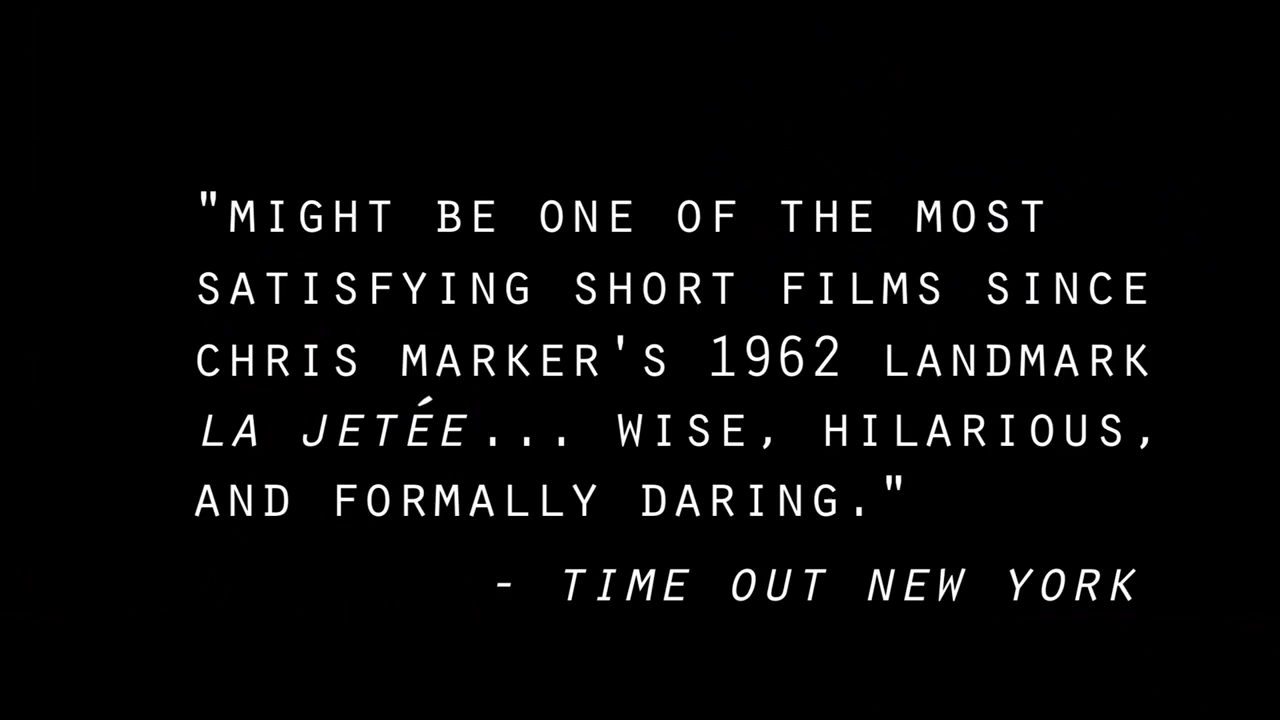 "MIGHT BE ONE OF THE MOST
SATISFYING SHORT FILMS SINCE
CHRIS MARKER'S 1962 LANDMARK
LA JETÉE... WISE, HILARIOUS,
AND FORMALLY DARING."
- TIME OUT NEW YORK